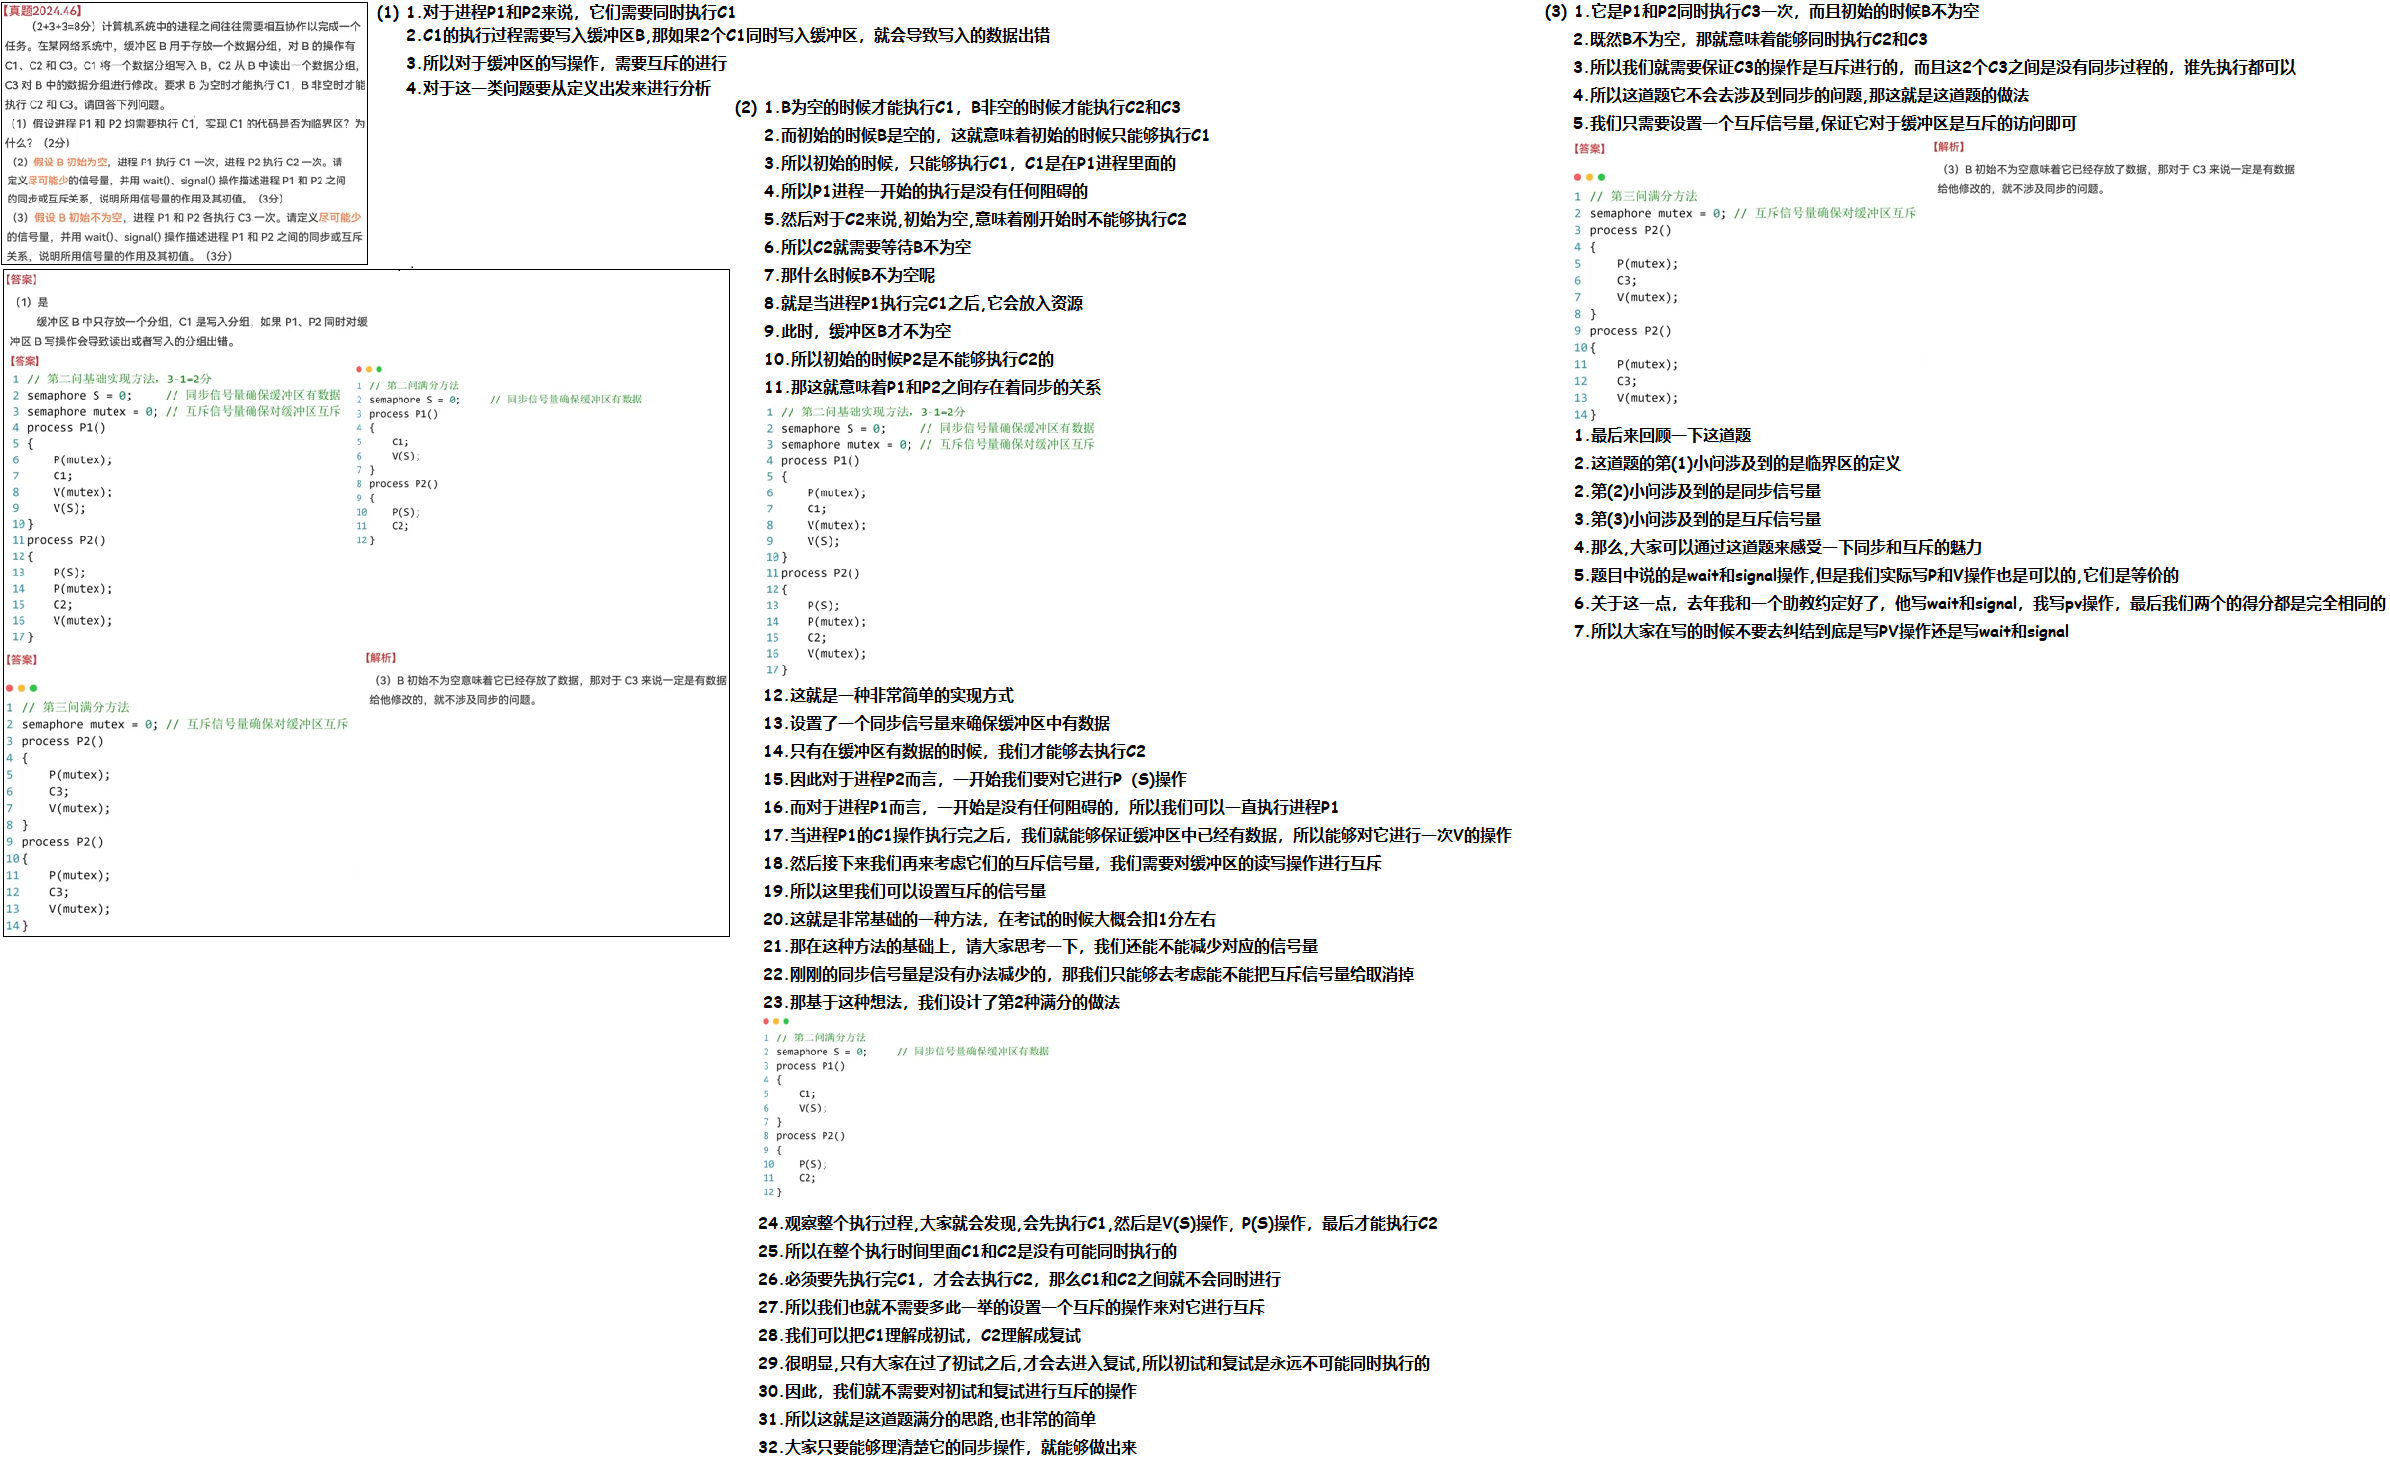 【真题2024.46】
（2+3+3=8分）计算机系统中的进程之间往往需要相互协作以完成一个
任务。在某网络系统中，缓冲区 B 用于存放一个数据分组，对 B 的操作有
C1、C2 和 C3。C1 将一个数据分组写入 B，C2 从 B 中读出一个数据分组，
C3 对 B 中的数据分组进行修改。要求 B 为空时才能执行 C1，B 非空时才能
执行 C2 和 C3。请回答下列问题。
（1）假设进程 P1 和 P2 均需要执行 C1，实现 C1 的代码是否为临界区？为
什么？（2分）
（2）假设 B 初始为空，进程 P1 执行 C1 一次，进程 P2 执行 C2 一次。请
定义尽可能少的信号量，并用 wait()、signal() 操作描述进程 P1 和 P2 之间
的同步或互斥关系，说明所用信号量的作用及其初值。（3分）
（3）假设 B 初始不为空，进程 P1 和 P2 各执行 C3 一次。请定义尽可能少
的信号量，并用 wait()、signal() 操作描述进程 P1 和 P2 之间的同步或互斥
关系，说明所用信号量的作用及其初值。（3分）
【答案】
（1）是
缓冲区 B 中只存放一个分组，C1 是写入分组，如果 P1、P2 同时对缓
冲区 B 写操作会导致读出或者写入的分组出错。
【答案】
1 // 第二问基础实现方法，3-1=2分
2 semaphore S = 0; // 同步信号量确保缓冲区有数据
3 semaphore mutex = 0; // 互斥信号量确保对缓冲区互斥
4 process P1()
5 {
6 P(mutex);
7 C1;
8 V(mutex);
9 V(S);
10 }
11 process P2()
12 {
13 P(S);
14 P(mutex);
15 C2;
16 V(mutex);
17 }
1 // 第二问满分方法
2 semaphore S = 0; // 同步信号量确保缓冲区有数据
3 process P1()
4 {
5 C1;
6 V(S);
7 }
8 process P2()
9 {
10 P(S);
11 C2;
12 }
【答案】
1 // 第三问满分方法
2 semaphore mutex = 0; // 互斥信号量确保对缓冲区互斥
3 process P2()
4 {
5 P(mutex);
6 C3;
7 V(mutex);
8 }
9 process P2()
10 {
11 P(mutex);
12 C3;
13 V(mutex);
14 }
【解析】
（3）B 初始不为空意味着它已经存放了数据，那对于 C3 来说一定是有数据
给他修改的，就不涉及同步的问题。
(1) 1.对于进程P1和P2来说，它们需要同时执行C1
2.C1的执行过程需要写入缓冲区B,那如果2个C1同时写入缓冲区，就会导致写入的数据出错
3.所以对于缓冲区的写操作，需要互斥的进行
4.对于这一类问题要从定义出发来进行分析
(2) 1.B为空的时候才能执行C1，B非空的时候才能执行C2和C3
2.而初始的时候B是空的，这就意味着初始的时候只能够执行C1
3.所以初始的时候，只能够执行C1，C1是在P1进程里面的
4.所以P1进程一开始的执行是没有任何阻碍的
5.然后对于C2来说,初始为空,意味着刚开始时不能够执行C2
6.所以C2就需要等待B不为空
7.那什么时候B不为空呢
8.就是当进程P1执行完C1之后,它会放入资源
9.此时，缓冲区B才不为空
10.所以初始的时候P2是不能够执行C2的
11.那这就意味着P1和P2之间存在着同步的关系
1 // 第二问基础实现方法，3-1=2分
2 semaphore S = 0; // 同步信号量确保缓冲区有数据
3 semaphore mutex = 0; // 互斥信号量确保对缓冲区互斥
4 process P1()
5 {
6 P(mutex);
7 C1;
8 V(mutex);
9 V(S);
10 }
11 process P2()
12 {
13 P(S);
14 P(mutex);
15 C2;
16 V(mutex);
17 }
12.这就是一种非常简单的实现方式
13.设置了一个同步信号量来确保缓冲区中有数据
14.只有在缓冲区有数据的时候，我们才能够去执行C2
15.因此对于进程P2而言，一开始我们要对它进行P（S)操作
16.而对于进程P1而言，一开始是没有任何阻碍的，所以我们可以一直执行进程P1
17.当进程P1的C1操作执行完之后，我们就能够保证缓冲区中已经有数据，所以能够对它进行一次V的操作
18.然后接下来我们再来考虑它们的互斥信号量，我们需要对缓冲区的读写操作进行互斥
19.所以这里我们可以设置互斥的信号量
20.这就是非常基础的一种方法，在考试的时候大概会扣1分左右
21.那在这种方法的基础上，请大家思考一下，我们还能不能减少对应的信号量
22.刚刚的同步信号量是没有办法减少的，那我们只能够去考虑能不能把互斥信号量给取消掉
23.那基于这种想法，我们设计了第2种满分的做法
1 // 第二问满分方法
2 semaphore S = 0; // 同步信号量确保缓冲区有数据
3 process P1()
4 {
5 C1;
6 V(S);
7 }
8 process P2()
9 {
10 P(S);
11 C2;
12 }
24.观察整个执行过程,大家就会发现,会先执行C1,然后是V(S)操作，P(S)操作，最后才能执行C2
25.所以在整个执行时间里面C1和C2是没有可能同时执行的
26.必须要先执行完C1，才会去执行C2，那么C1和C2之间就不会同时进行
27.所以我们也就不需要多此一举的设置一个互斥的操作来对它进行互斥
28.我们可以把C1理解成初试，C2理解成复试
29.很明显,只有大家在过了初试之后,才会去进入复试,所以初试和复试是永远不可能同时执行的
30.因此，我们就不需要对初试和复试进行互斥的操作
31.所以这就是这道题满分的思路,也非常的简单
32.大家只要能够理清楚它的同步操作，就能够做出来
(3) 1.它是P1和P2同时执行C3一次，而且初始的时候B不为空
2.既然B不为空，那就意味着能够同时执行C2和C3
3.所以我们就需要保证C3的操作是互斥进行的，而且这2个C3之间是没有同步过程的，谁先执行都可以
4.所以这道题它不会去涉及到同步的问题,那这就是这道题的做法
5.我们只需要设置一个互斥信号量,保证它对于缓冲区是互斥的访问即可
【答案】
1 // 第三问满分方法
2 semaphore mutex = 0; // 互斥信号量确保对缓冲区互斥
3 process P2()
4 {
5 P(mutex);
6 C3;
7 V(mutex);
8 }
9 process P2()
10 {
11 P(mutex);
12 C3;
13 V(mutex);
14 }
【解析】
（3）B 初始不为空意味着它已经存放了数据，那对于 C3 来说一定是有数据
给他修改的，就不涉及同步的问题。
1.最后来回顾一下这道题
2.这道题的第(1)小问涉及到的是临界区的定义
2.第(2)小问涉及到的是同步信号量
3.第(3)小问涉及到的是互斥信号量
4.那么,大家可以通过这道题来感受一下同步和互斥的魅力
5.题目中说的是wait和signal操作,但是我们实际写P和V操作也是可以的,它们是等价的
6.关于这一点，去年我和一个助教约定好了，他写wait和signal，我写pv操作，最后我们两个的得分都是完全相同的
7.所以大家在写的时候不要去纠结到底是写PV操作还是写wait和signal